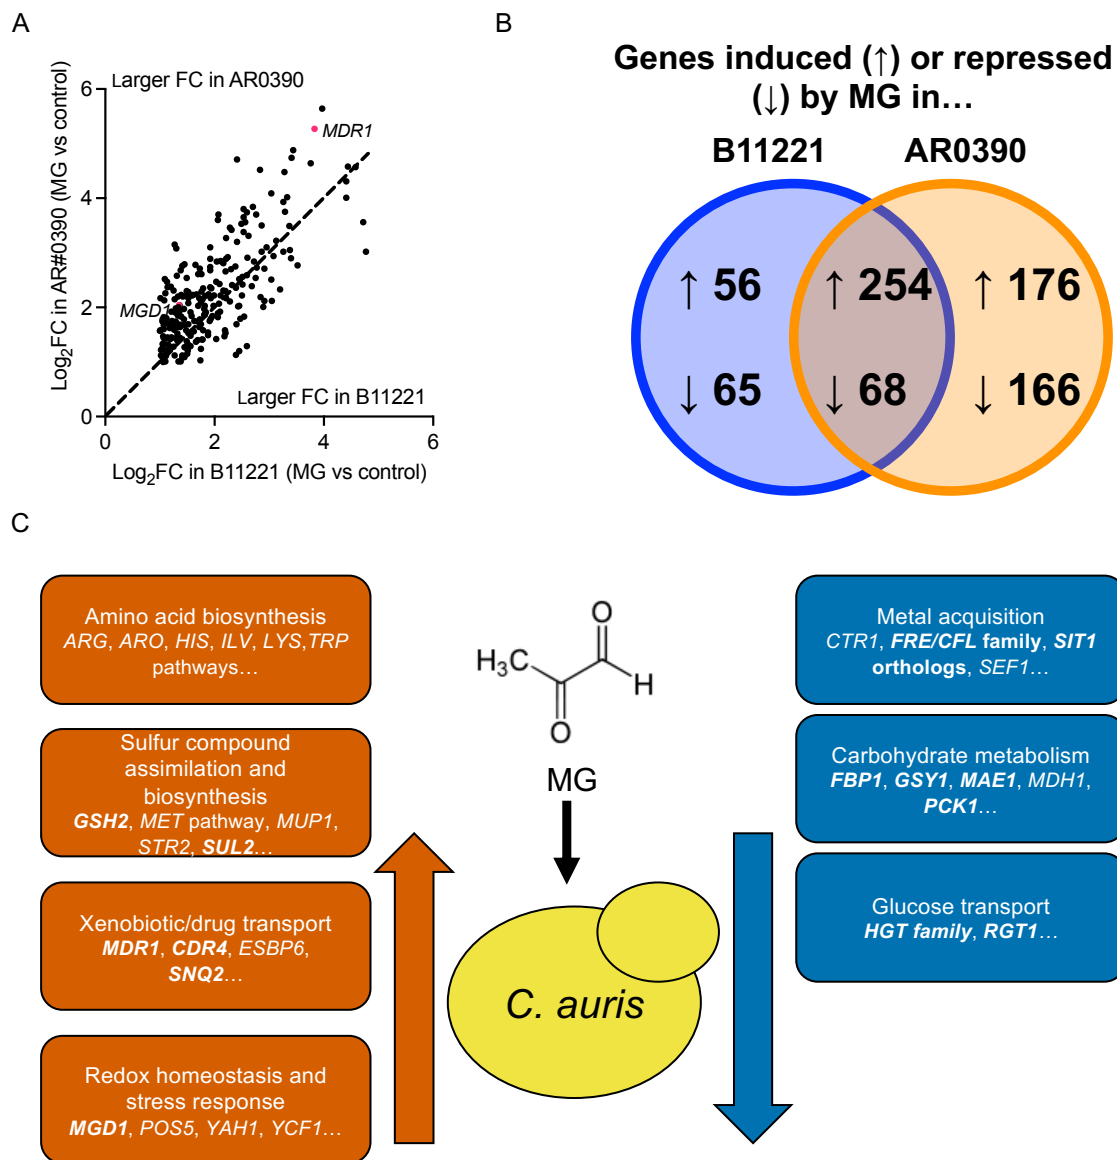 A
Larger FC in AR0390
MDR1
MGD1
Larger FC in B11221
6
4
2
0
0
2
4
6
Log2FC in AR#0390 (MG vs control)
Log2FC in B11221 (MG vs control)
B
Genes induced (↑) or repressed
(↓) by MG in…
B11221
AR0390
↑ 56
↑ 254
↑ 176
↓ 65
↓ 68
↓ 166
C
Amino acid biosynthesis
ARG, ARO, HIS, ILV, LYS,TRP
pathways…
Sulfur compound
assimilation and
biosynthesis
GSH2, MET pathway, MUP1,
STR2, SUL2…
Xenobiotic/drug transport
MDR1, CDR4, ESBP6,
SNQ2…
Redox homeostasis and
stress response
MGD1, POS5, YAH1, YCF1…
O
H3C
H
O
MG
C. auris
Metal acquisition
CTR1, FRE/CFL family, SIT1
orthologs, SEF1…
Carbohydrate metabolism
FBP1, GSY1, MAE1, MDH1,
PCK1…
Glucose transport
HGT family, RGT1…